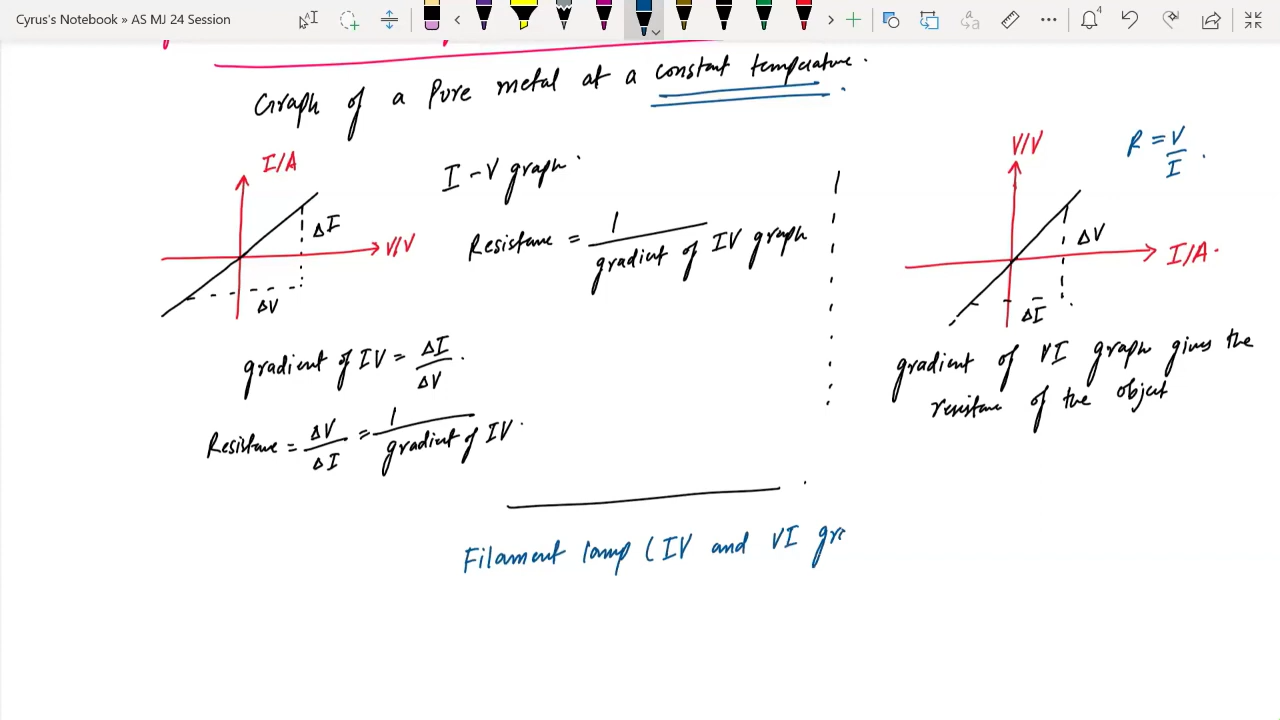 Cyrus's Notebook » AS MJ 24 Session
4
Graph of a Pure metal at a constant temperature.
I/A
V/V
ΔI
ΔV
I - V graph
Resistance = 1 / gradient of IV graph
gradient of IV = ΔI / ΔV
Resistance = ΔV / ΔI = 1 / gradient of IV
V/V
R = V / I
ΔV
I/A
ΔI
gradient of VI graph gives the
resistance of the object
Filament lamp (IV and VI gra